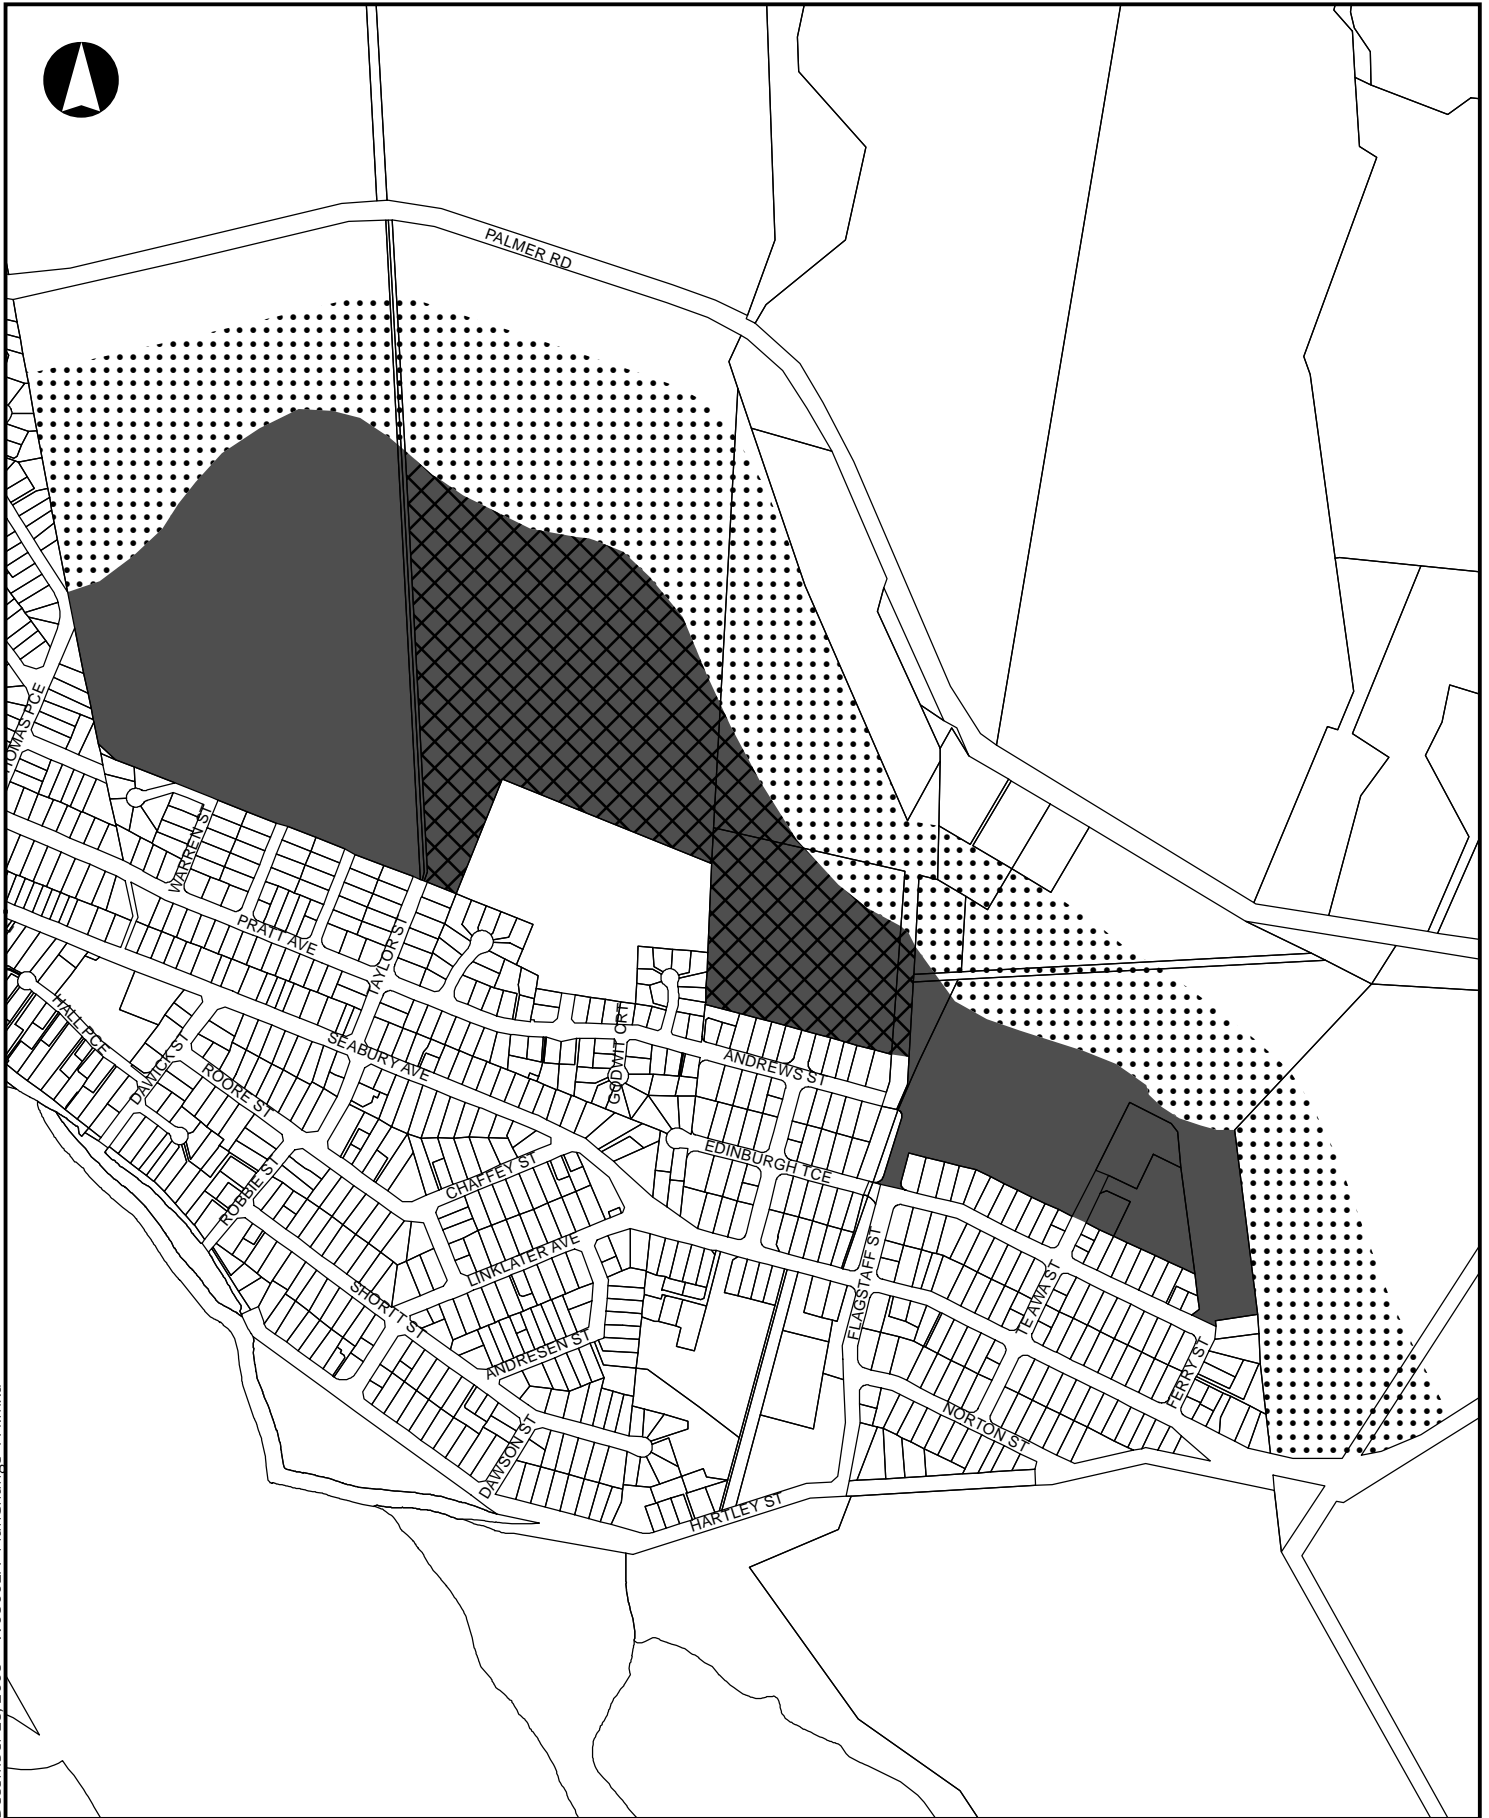 PALMER RD
WARREN ST
PRATT AVE
TAYLOR ST
HALL PCE
DAWICK ST
ROORE ST
SEABURY AVE
GODWIT CRT
ANDREWS ST
EDINBURGH TCE
CHAFFEY ST
ROBBIE ST
LINKLATER AVE
SHORTT ST
ANDRESEN ST
FLAGSTAFF ST
TE AWA ST
FERRY ST
NORTON ST
DAWSON ST
HARTLEY ST